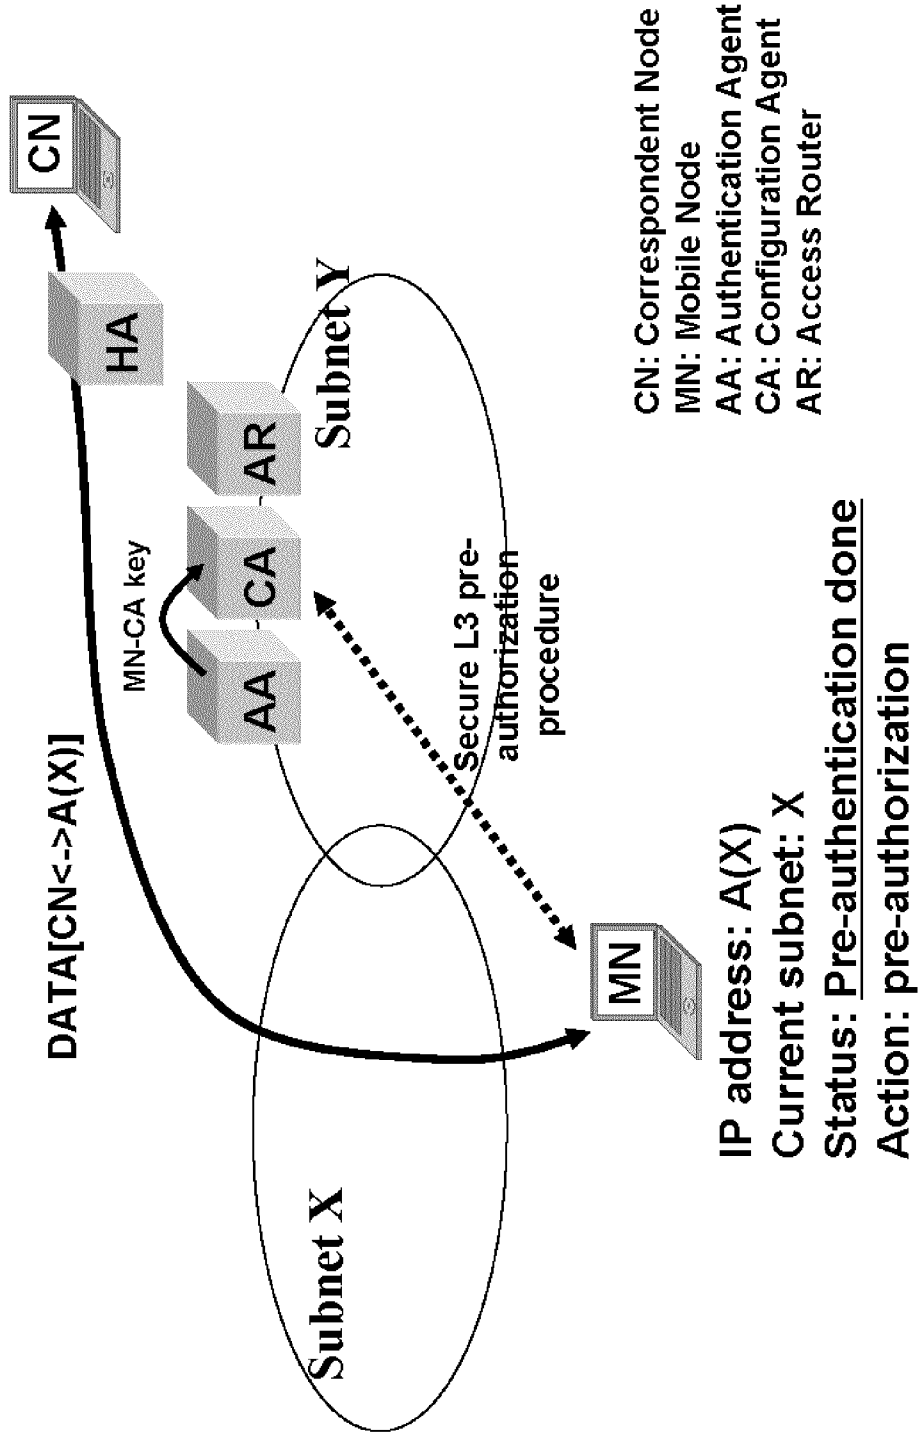 DATA[CN<->A(X)]
CN
HA
MN-CA key
AA
CA
AR
Subnet X
Subnet Y
Secure L3 pre-
authorization
procedure
MN
IP address: A(X)
Current subnet: X
Status: Pre-authentication done
Action: pre-authorization
CN: Correspondent Node
MN: Mobile Node
AA: Authentication Agent
CA: Configuration Agent
AR: Access Router